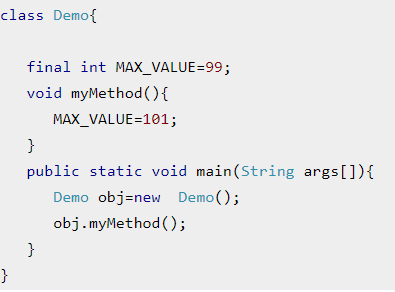 class Demo{
final int MAX_VALUE=99;
void myMethod(){
MAX_VALUE=101;
}
public static void main(String args[]){
Demo obj=new  Demo();
obj.myMethod();
}
}